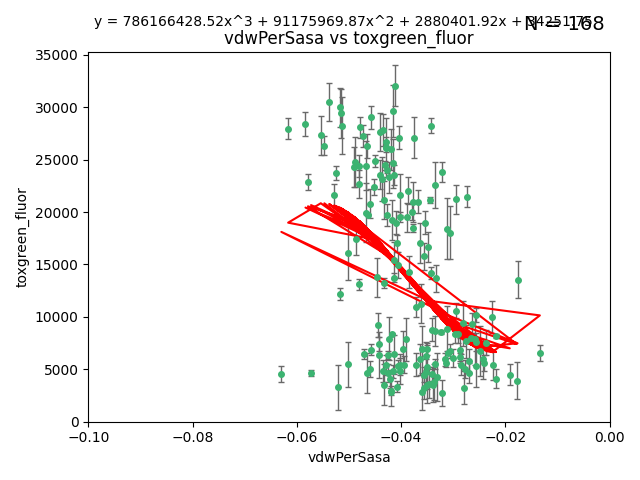 y = 786166428.52x^3 + 91175969.87x^2 + 2880401.92x +
N = 168
vdwPerSasa vs toxgreen_fluor
35000
30000
25000
20000
15000
10000
5000
0
toxgreen_fluor
−0.10
−0.08
−0.06
−0.04
−0.02
0.00
vdwPerSasa